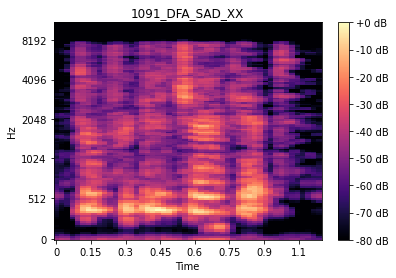 1091_DFA_SAD_XX
+0 dB
8192
-10 dB
4096
-20 dB
-30 dB
2048
Hz
-40 dB
1024
-50 dB
512
-60 dB
-70 dB
0
-80 dB
0 0.15 0.3 0.45 0.6 0.75 0.9 1.1
Time